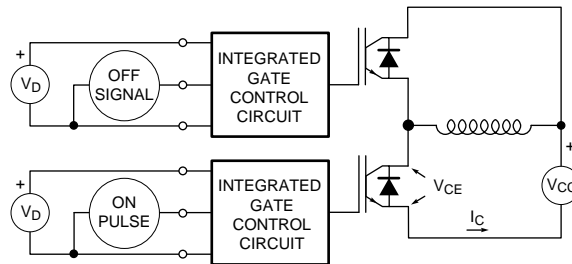 +
V_D
OFF
SIGNAL
INTEGRATED
GATE
CONTROL
CIRCUIT
+
V_D
ON
PULSE
INTEGRATED
GATE
CONTROL
CIRCUIT
V_CE
I_C
+
V_CC